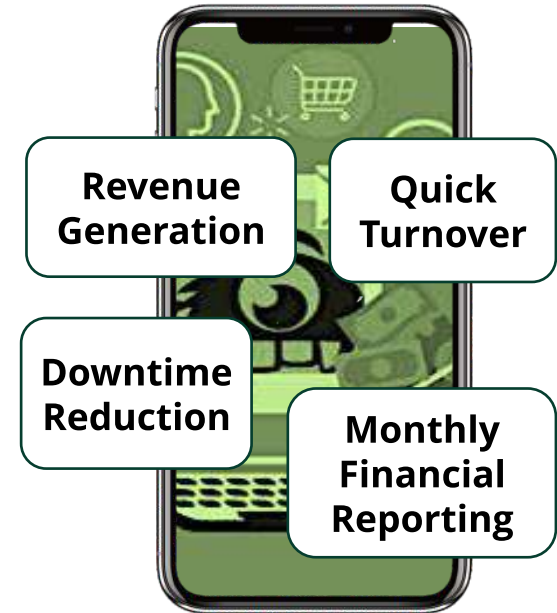 Revenue
Generation
Quick
Turnover
Downtime
Reduction
Monthly
Financial
Reporting